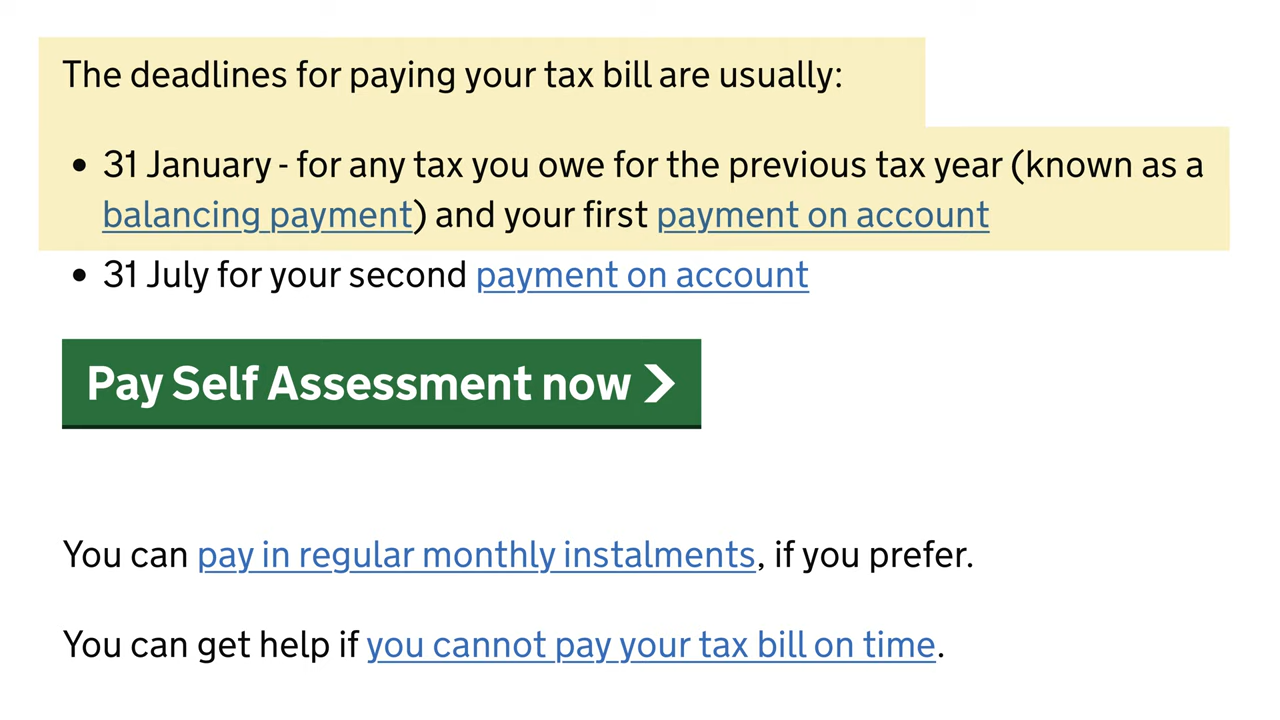 The deadlines for paying your tax bill are usually:
• 31 January - for any tax you owe for the previous tax year (known as a
balancing payment) and your first payment on account
• 31 July for your second payment on account
Pay Self Assessment now
You can pay in regular monthly instalments, if you prefer.
You can get help if you cannot pay your tax bill on time.